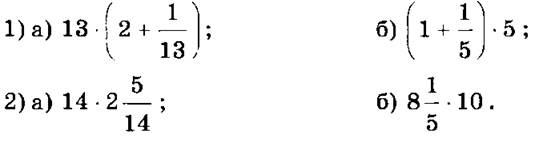 1) а) 13 · (2 + 1/13); б) (1 + 1/5) · 5;
2) а) 14 · 2 5/14; б) 8 1/5 · 10.